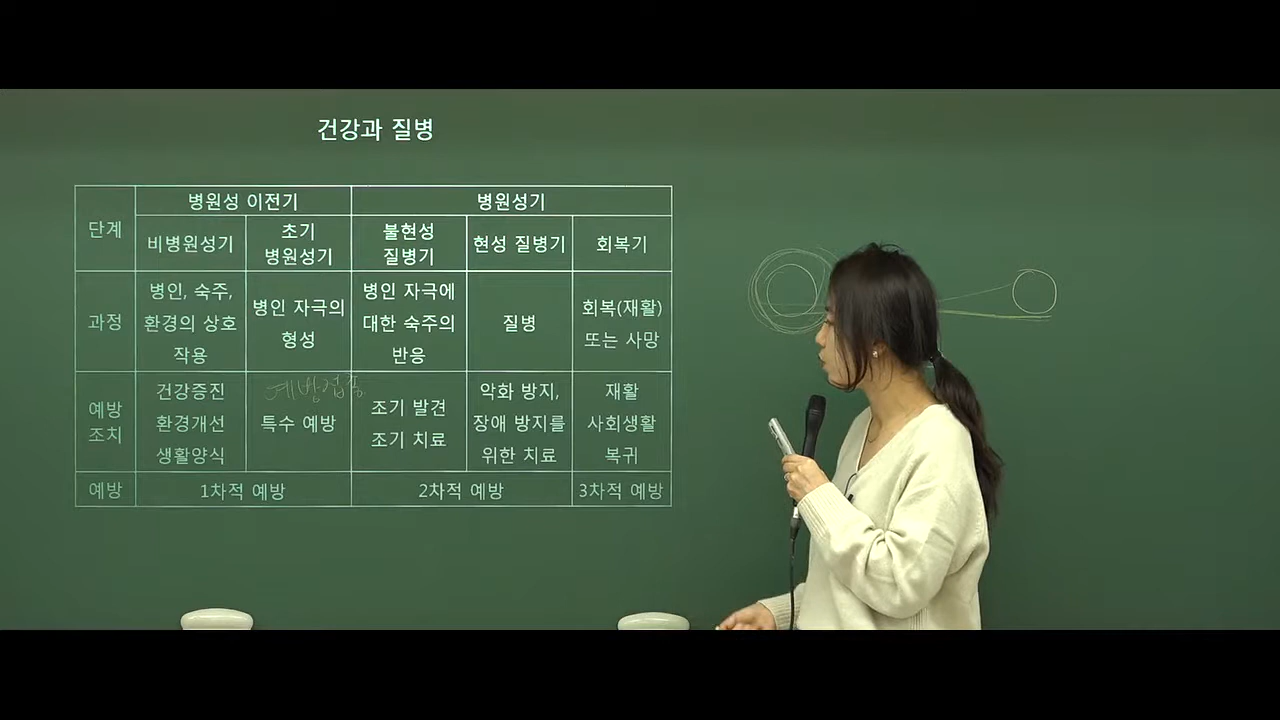 건강과 질병
단계
병원성 이전기
병원성기
비병원성기
초기
병원성기
불현성
질병기
현성 질병기
회복기
과정
병인, 숙주,
환경의 상호
작용
병인 자극의
형성
병인 자극에
대한 숙주의
반응
질병
회복(재활)
또는 사망
예방
조치
건강증진
환경개선
생활양식
예방접종
특수 예방
조기 발견
조기 치료
악화 방지,
장애 방지를
위한 치료
재활
사회생활
복귀
예방
1차적 예방
2차적 예방
3차적 예방